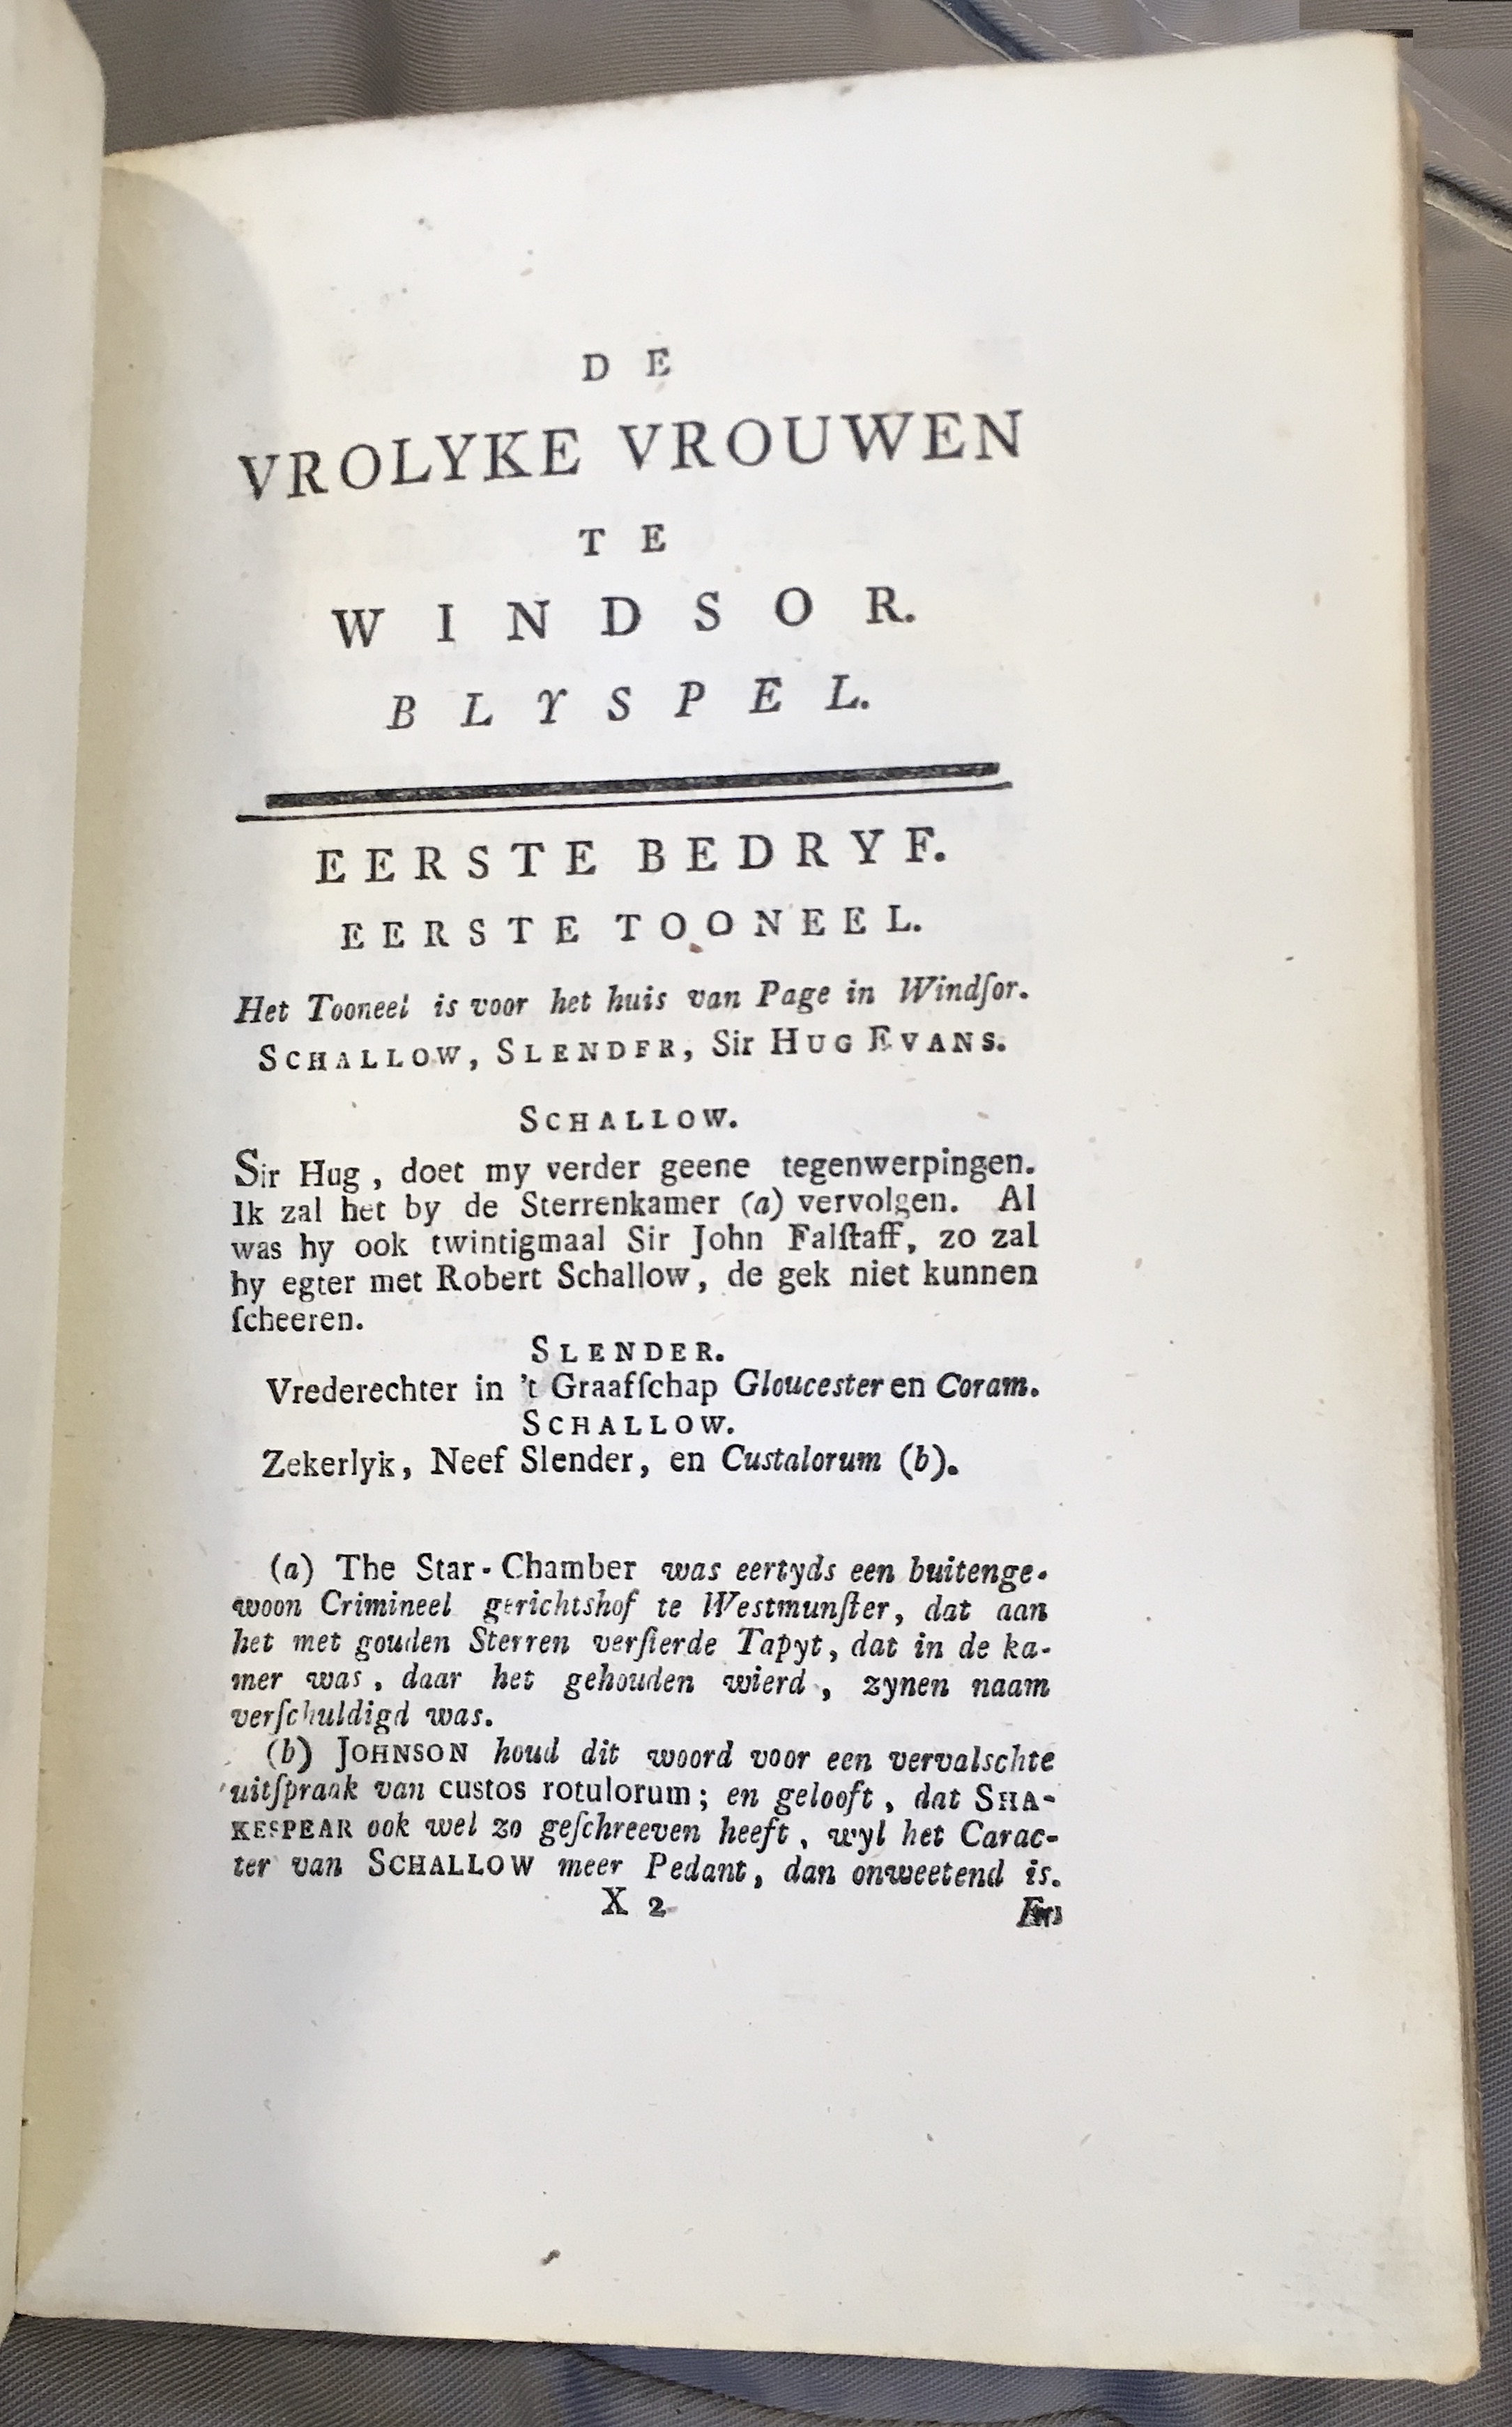 DE
VROLYKE VROUWEN
TE
WINDSOR.
BLYSPEL.
EERSTE BEDRYF.
EERSTE TOONEEL.
Het Tooneel is voor het huis van Page in Windſor.
SCHALLOW, SLENDER, Sir HUG EVANS.
SCHALLOW.
Sir Hug, doet my verder geene tegenwerpingen.
Ik zal het by de Sterrenkamer (a) vervolgen. Al
was hy ook twintigmaal Sir John Falſtaff, zo zal
hy egter met Robert Schallow, de gek niet kunnen
ſcheeren.
SLENDER.
Vrederechter in 't Graafſchap Gloucester en Coram.
SCHALLOW.
Zekerlyk, Neef Slender, en Custalorum (b).
(a) The Star-Chamber was eertyds een buitenge-
woon Crimineel gerichtshof te Westmunſter, dat aan
het met gouden Sterren verſierde Tapyt, dat in de ka-
mer was, daar het gehouden wierd, zynen naam
verſchuldigd was.
(b) JOHNSON houd dit woord voor een vervalschte
uitſpraak van custos rotulorum; en gelooft, dat SHA-
KESPEAR ook wel zo geſchreeven heeft, wyl het Carac-
ter van SCHALLOW meer Pedant, dan onweetend is.
X 2